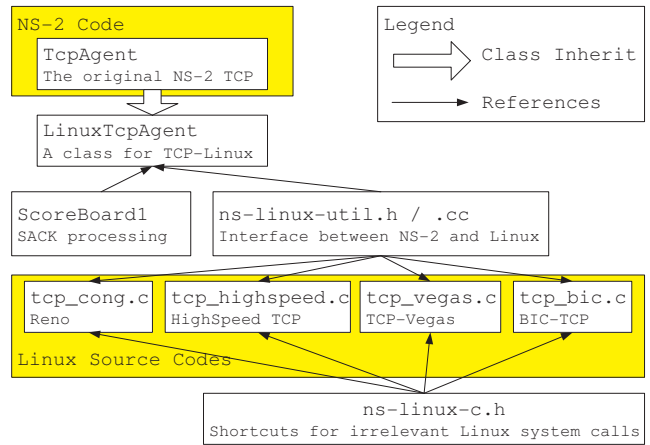 NS-2 Code
TcpAgent
The original NS-2 TCP
Legend
Class Inherit
References
LinuxTcpAgent
A class for TCP-Linux
ScoreBoard1
SACK processing
ns-linux-util.h / .cc
Interface between NS-2 and Linux
tcp_cong.c
Reno
tcp_highspeed.c
HighSpeed TCP
tcp_vegas.c
TCP-Vegas
tcp_bic.c
BIC-TCP
Linux Source Codes
ns-linux-c.h
Shortcuts for irrelevant Linux system calls